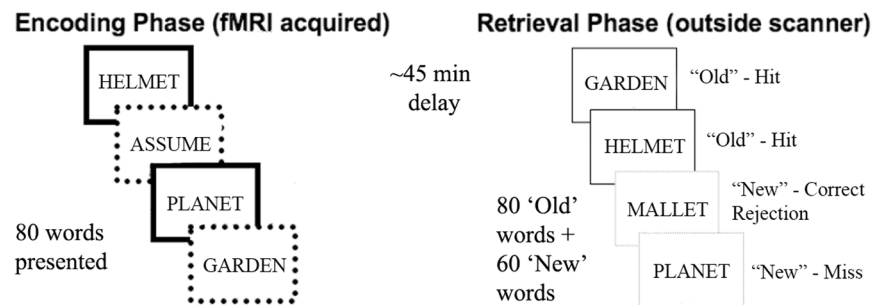 Encoding Phase (fMRI acquired)
HELMET
ASSUME
PLANET
GARDEN
80 words
presented
~45 min
delay
Retrieval Phase (outside scanner)
GARDEN
“Old” - Hit
HELMET
“Old” - Hit
MALLET
“New” - Correct
Rejection
PLANET
“New” - Miss
80 ‘Old’
words +
60 ‘New’
words